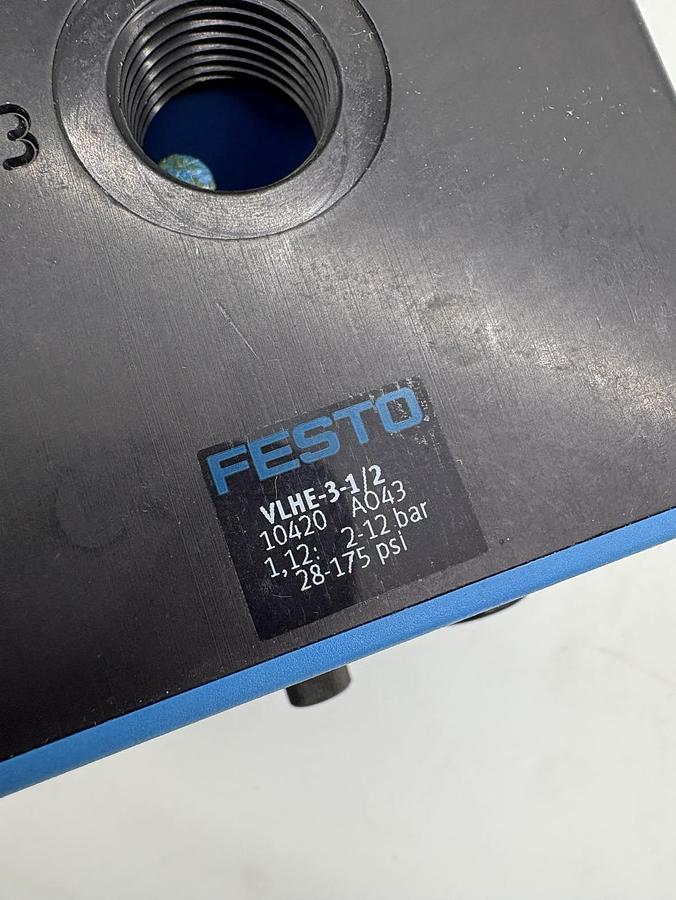 3
FESTO
VLHE-3-1/2
10420 A043
1,12: 2-12 bar
28-175 psi